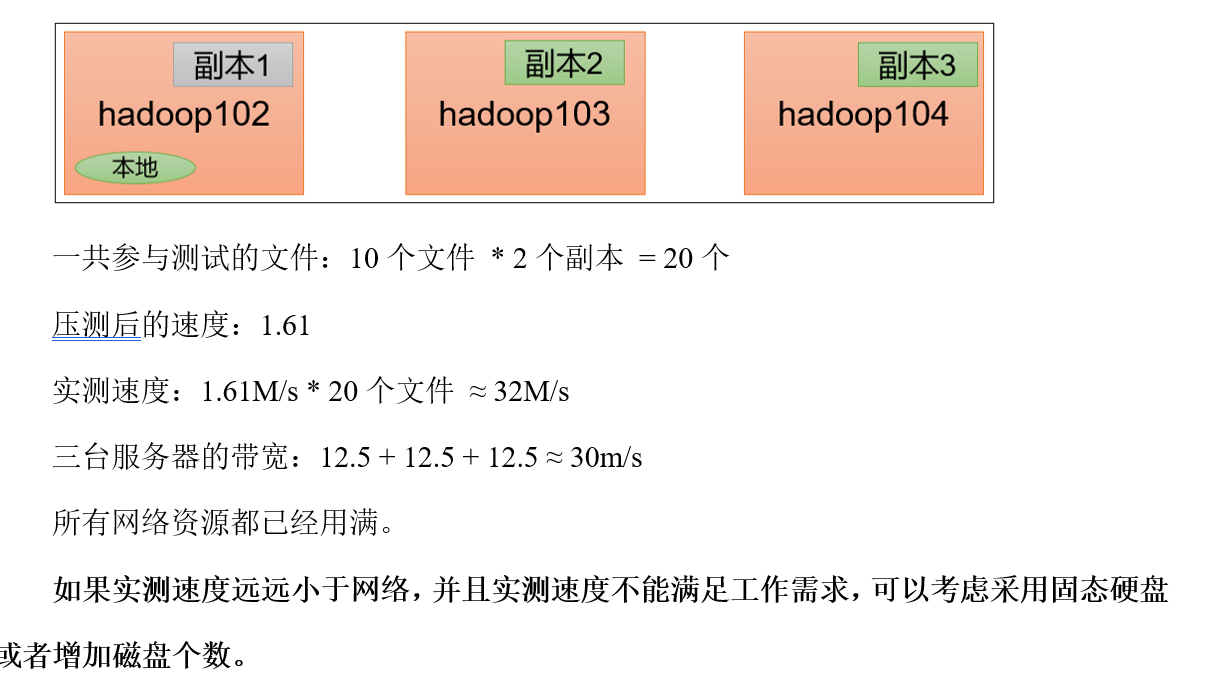 副本1 副本2 副本3
hadoop102 hadoop103 hadoop104
本地
一共参与测试的文件：10 个文件 * 2 个副本 = 20 个
压测后的速度：1.61
实测速度：1.61M/s * 20 个文件 ≈ 32M/s
三台服务器的带宽：12.5 + 12.5 + 12.5 ≈ 30m/s
所有网络资源都已经用满。
如果实测速度远远小于网络，并且实测速度不能满足工作需求，可以考虑采用固态硬盘
或者增加磁盘个数。